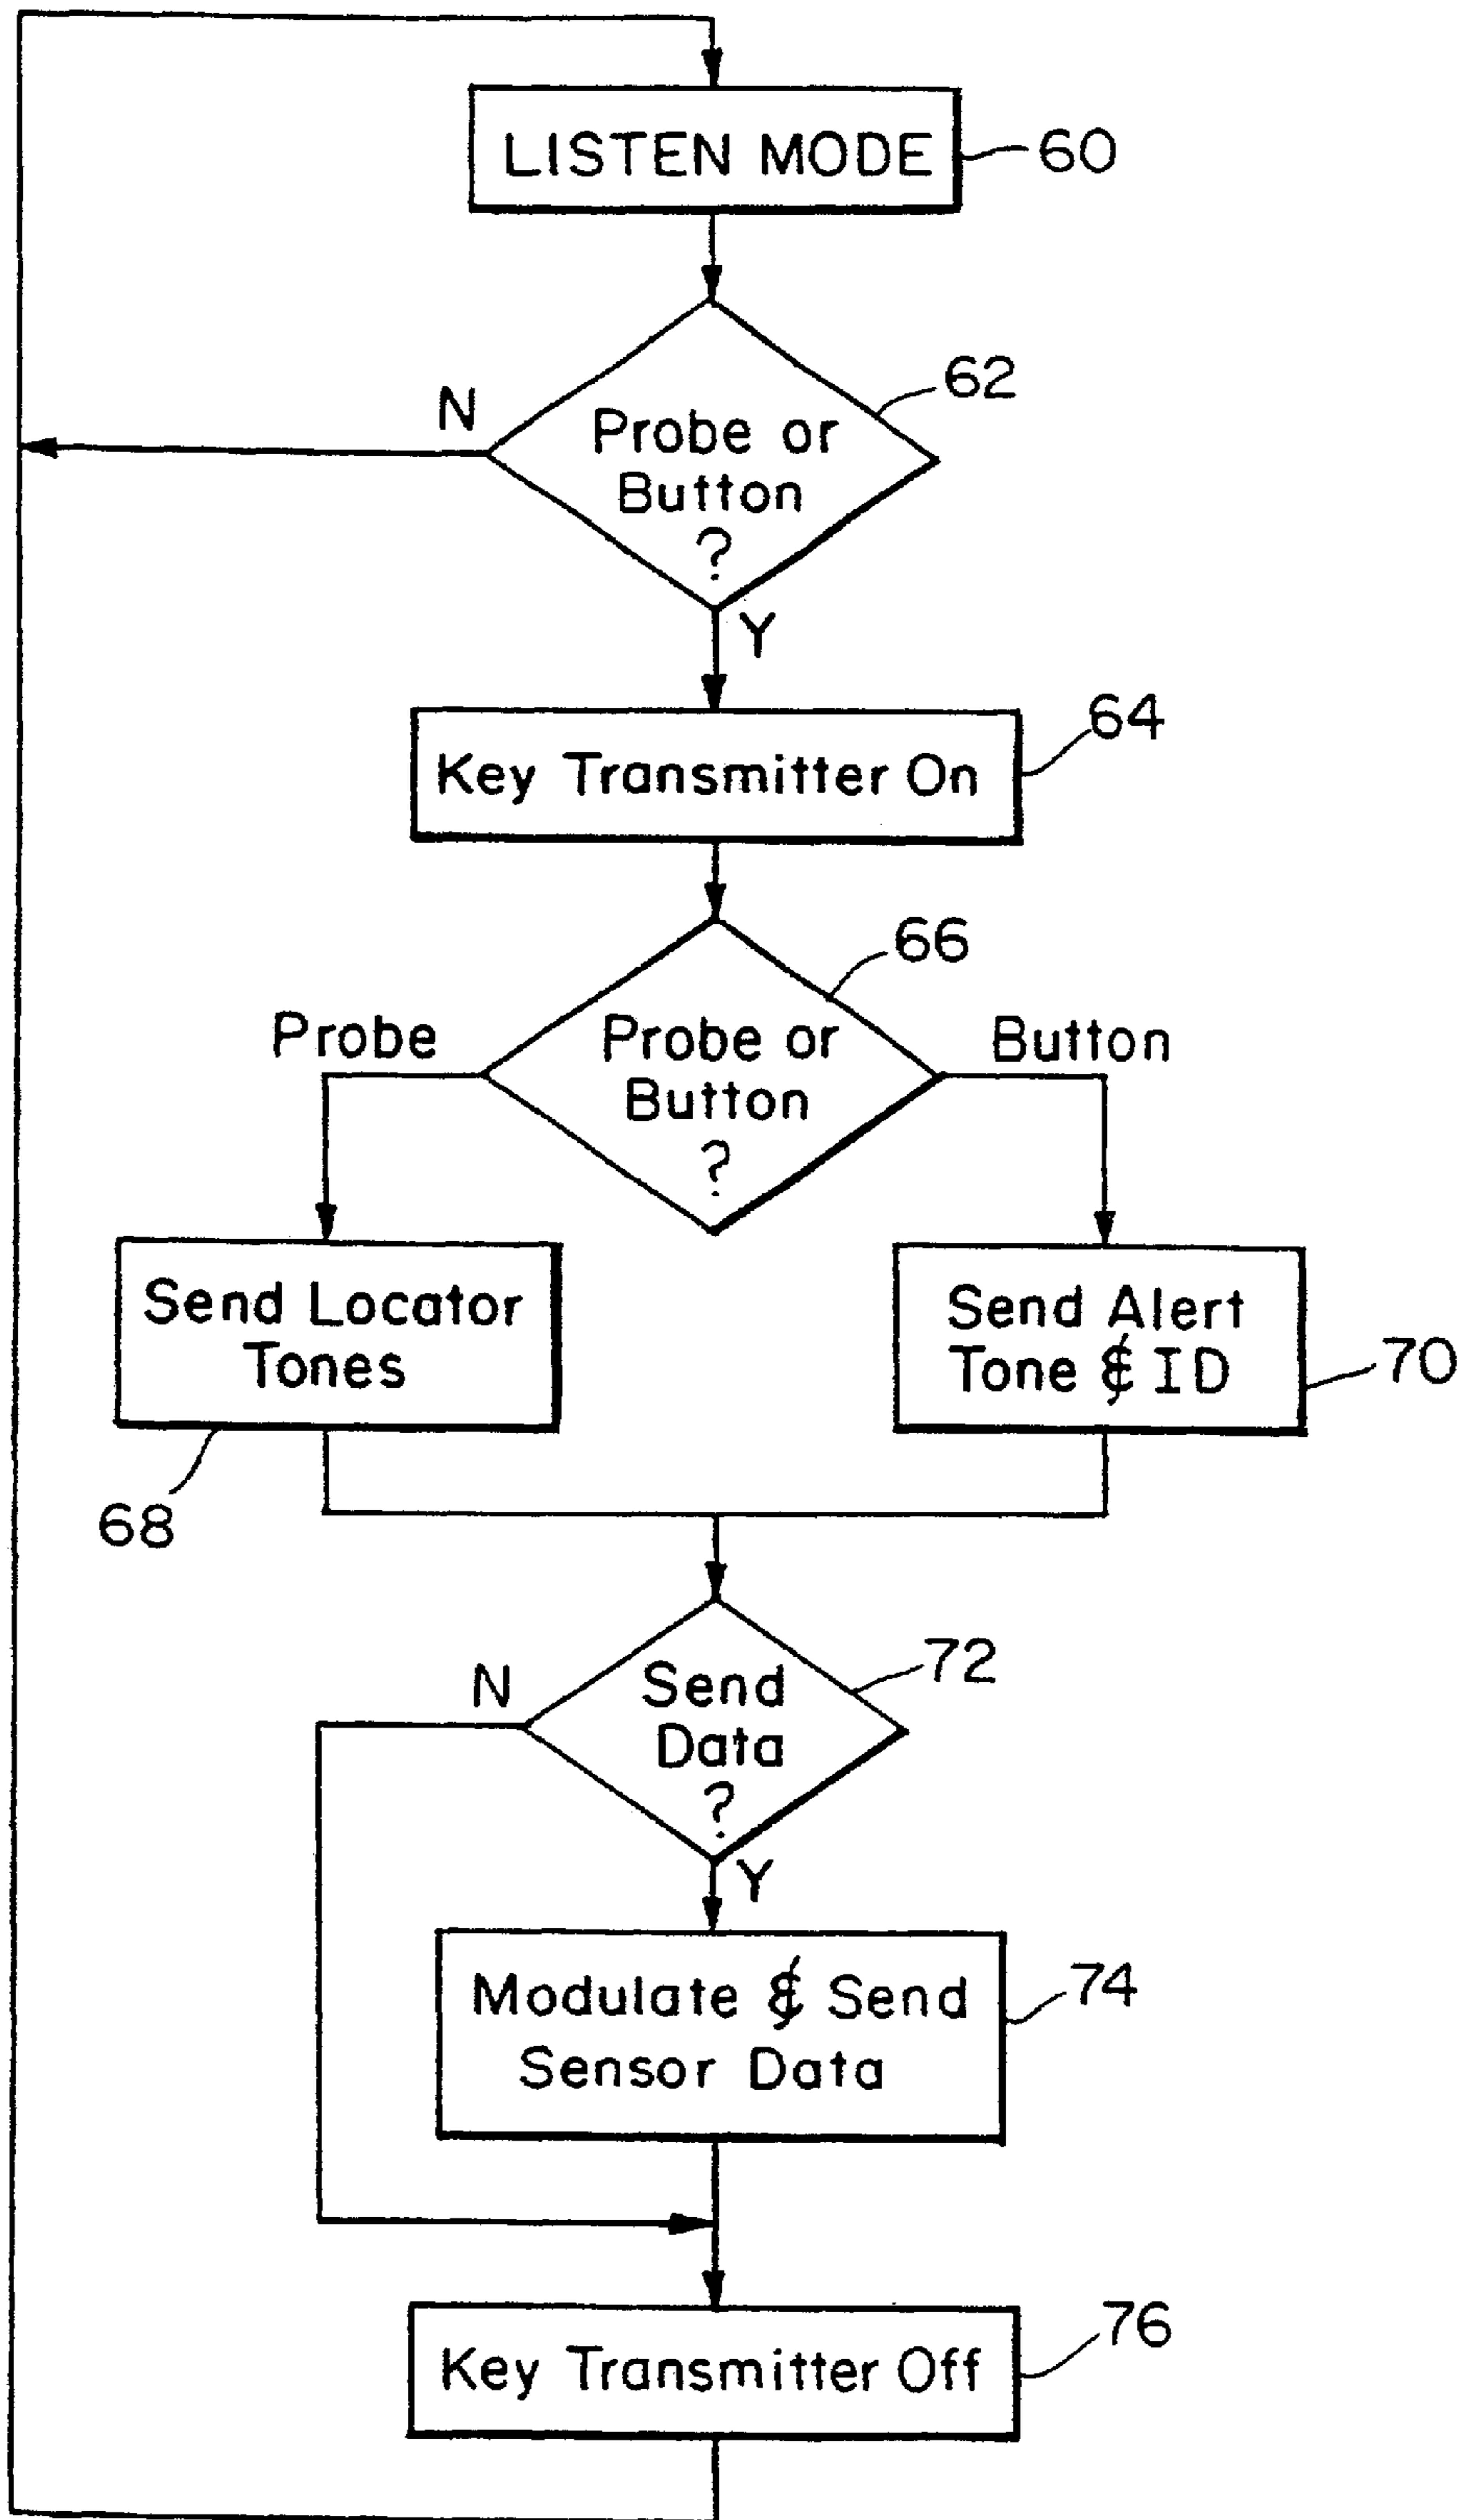 LISTEN MODE
60
N
62
Probe or
Button
?
Y
Key Transmitter On
64
66
Probe
Probe or
Button
?
Button
Send Locator
Tones
68
Send Alert
Tone & ID
70
N
Send
Data
?
72
Y
Modulate & Send
Sensor Data
74
Key Transmitter Off
76